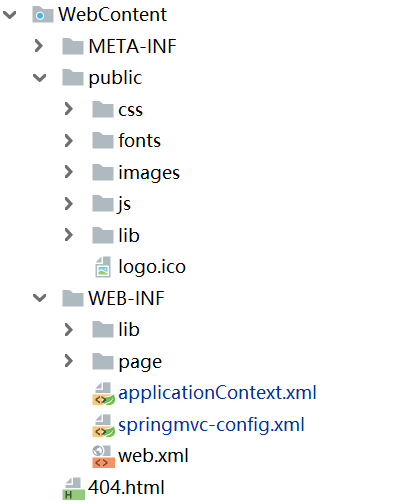 WebContent
META-INF
public
css
fonts
images
js
lib
logo.ico
WEB-INF
lib
page
applicationContext.xml
springmvc-config.xml
web.xml
404.html